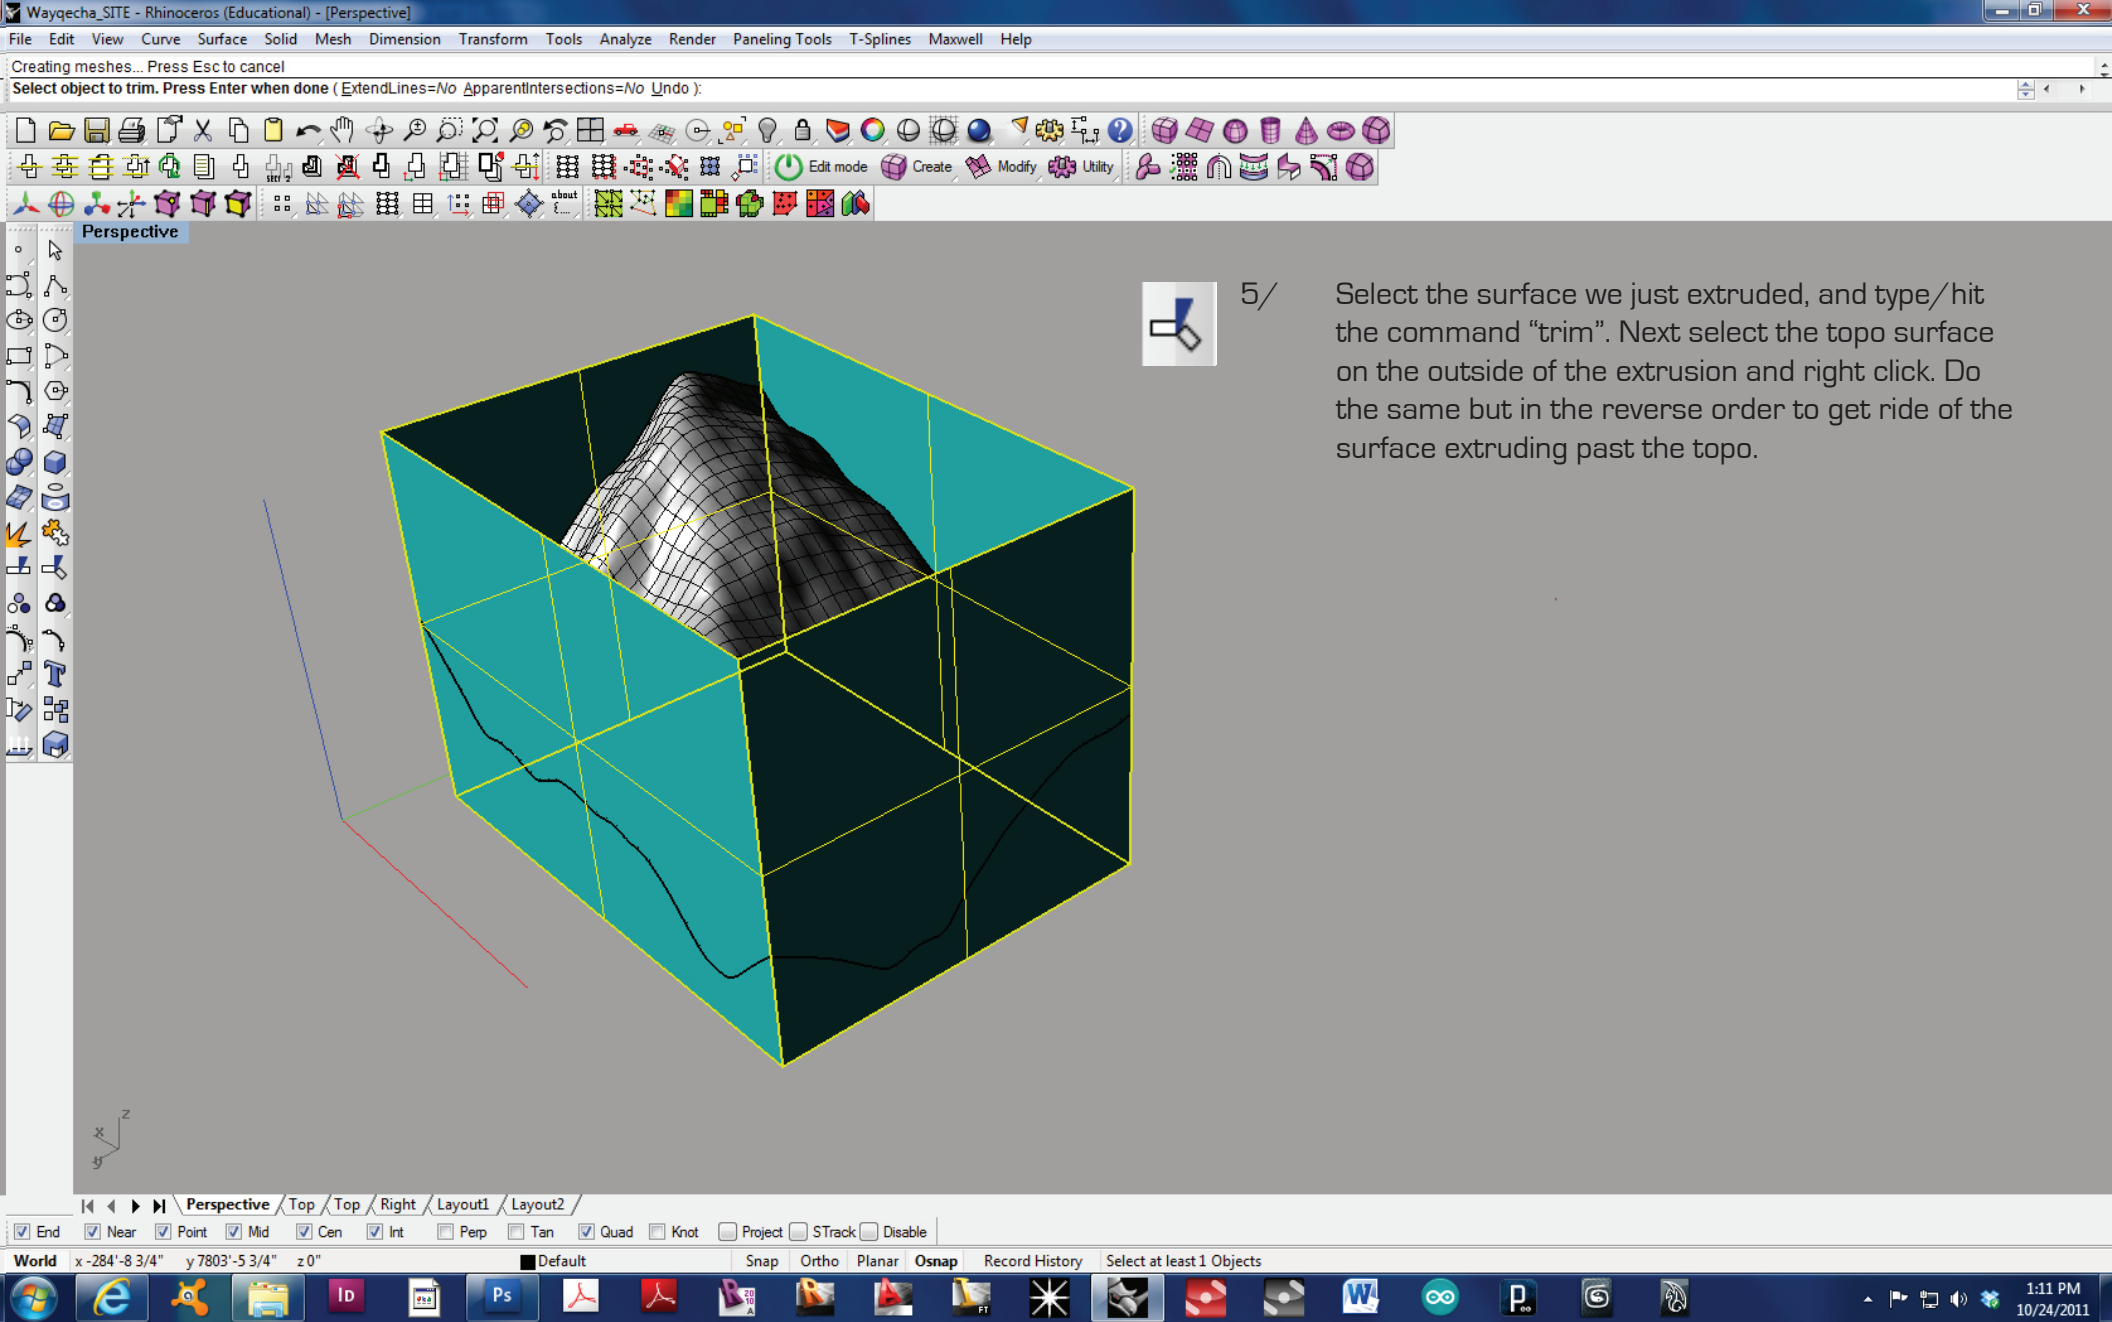 Wayqecha_SITE - Rhinoceros (Educational) - [Perspective]
File Edit View Curve Surface Solid Mesh Dimension Transform Tools Analyze Render Paneling Tools T-Splines Maxwell Help
Creating meshes... Press Esc to cancel
Select object to trim. Press Enter when done ( ExtendLines=No ApparentIntersections=No Undo ):
Edit mode Create Modify Utility
about
Perspective
5/ Select the surface we just extruded, and type/hit
the command “trim”. Next select the topo surface
on the outside of the extrusion and right click. Do
the same but in the reverse order to get ride of the
surface extruding past the topo.
z
x
y
Perspective Top Top Right Layout1 Layout2
End Near Point Mid Cen Int Perp Tan Quad Knot Project STrack Disable
World x -284'-8 3/4" y 7803'-5 3/4" z 0" Default Snap Ortho Planar Osnap Record History Select at least 1 Objects
ID Ps
1:11 PM
10/24/2011